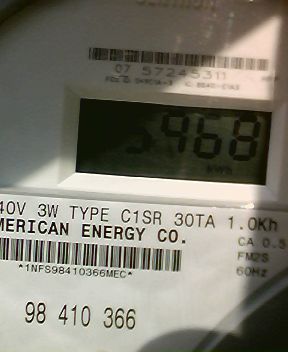 07 57245311
968
kWh
40V 3W TYPE C1SR 30TA 1.0Kh
MERICAN ENERGY CO.
CA 0.5
FM2S
60Hz
*1NFS98410366MEC*
98 410 366